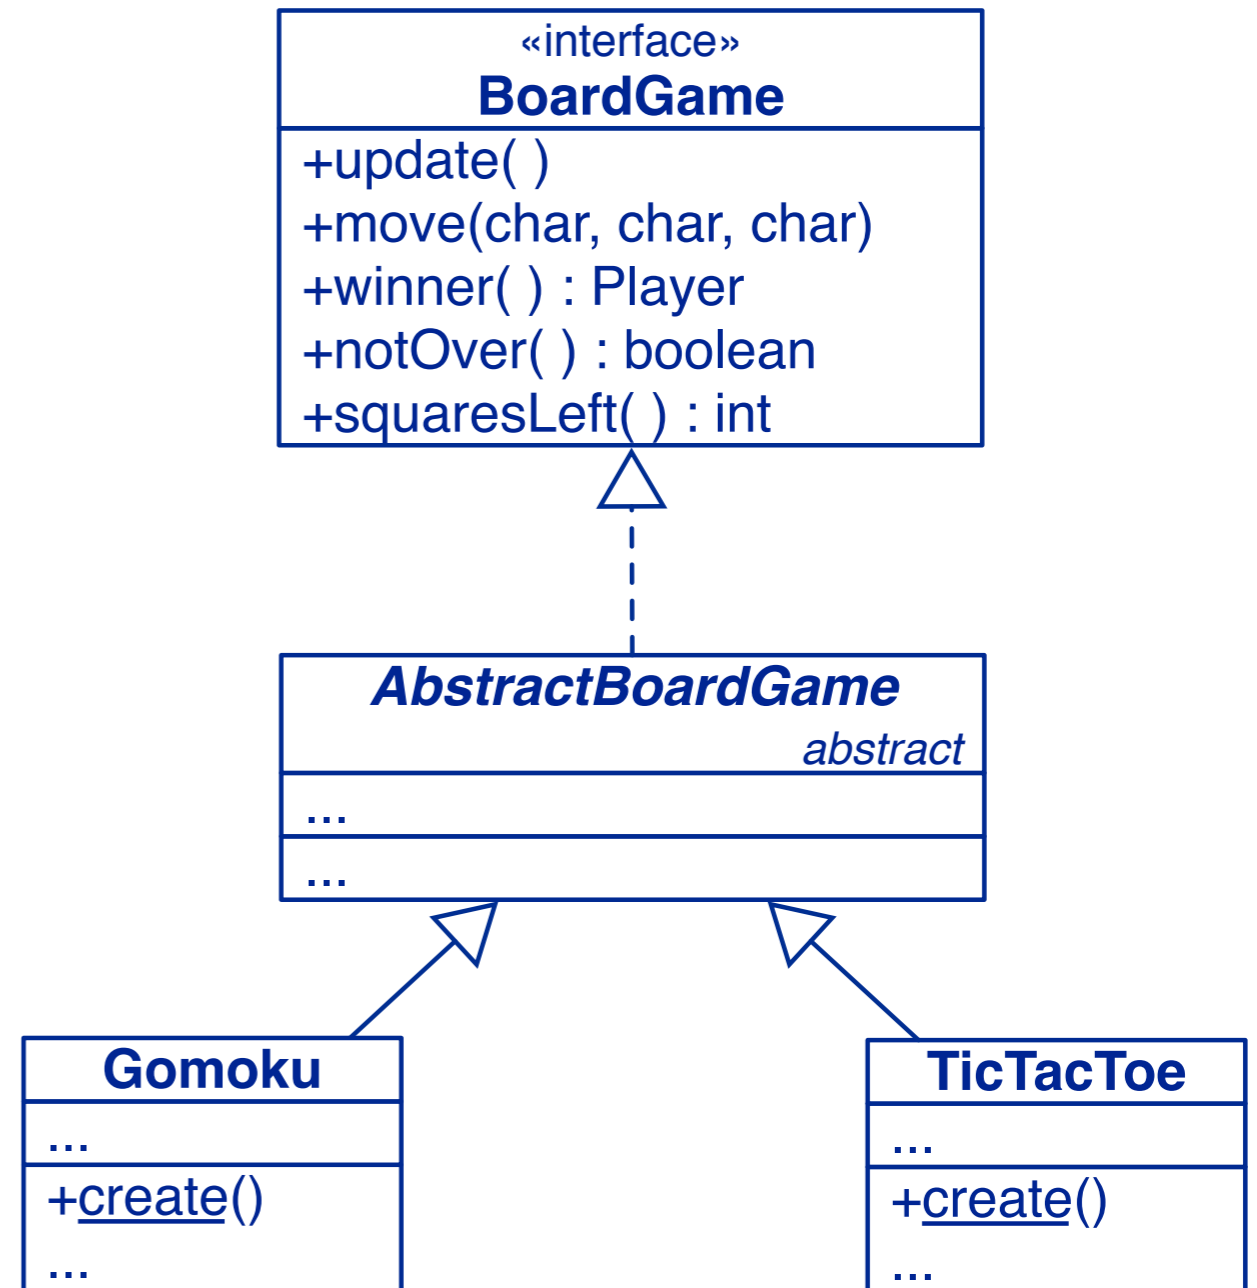 «interface»
BoardGame
+update( )
+move(char, char, char)
+winner( ) : Player
+notOver( ) : boolean
+squaresLeft( ) : int
AbstractBoardGame
abstract
...
...
Gomoku
...
+create()
...
TicTacToe
...
+create()
...